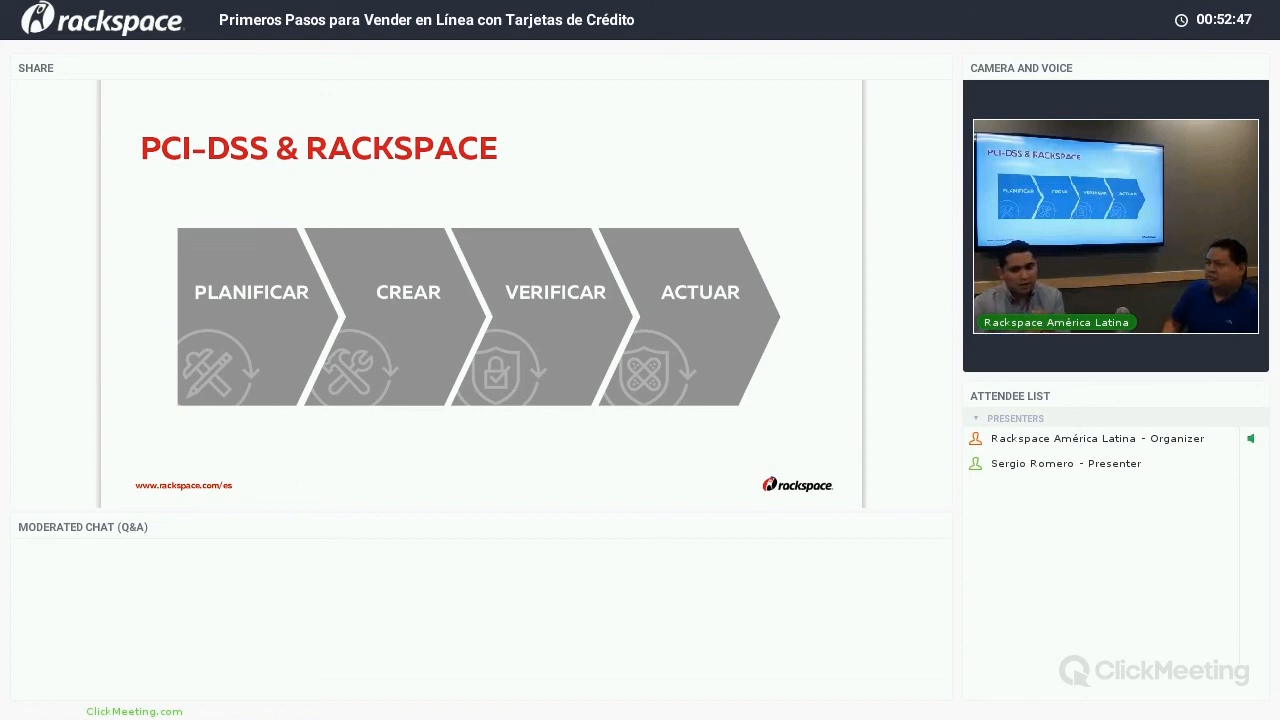 rackspace.
Primeros Pasos para Vender en Línea con Tarjetas de Crédito
00:52:47
SHARE
PCI-DSS & RACKSPACE
PLANIFICAR
CREAR
VERIFICAR
ACTUAR
www.rackspace.com/es
rackspace.
CAMERA AND VOICE
PCI-DSS & RACKSPACE
PLANIFICAR
CREAR
VERIFICAR
ACTUAR
Rackspace América Latina
ATTENDEE LIST
PRESENTERS
Rackspace América Latina - Organizer
Sergio Romero - Presenter
MODERATED CHAT (Q&A)
ClickMeeting
ClickMeeting.com